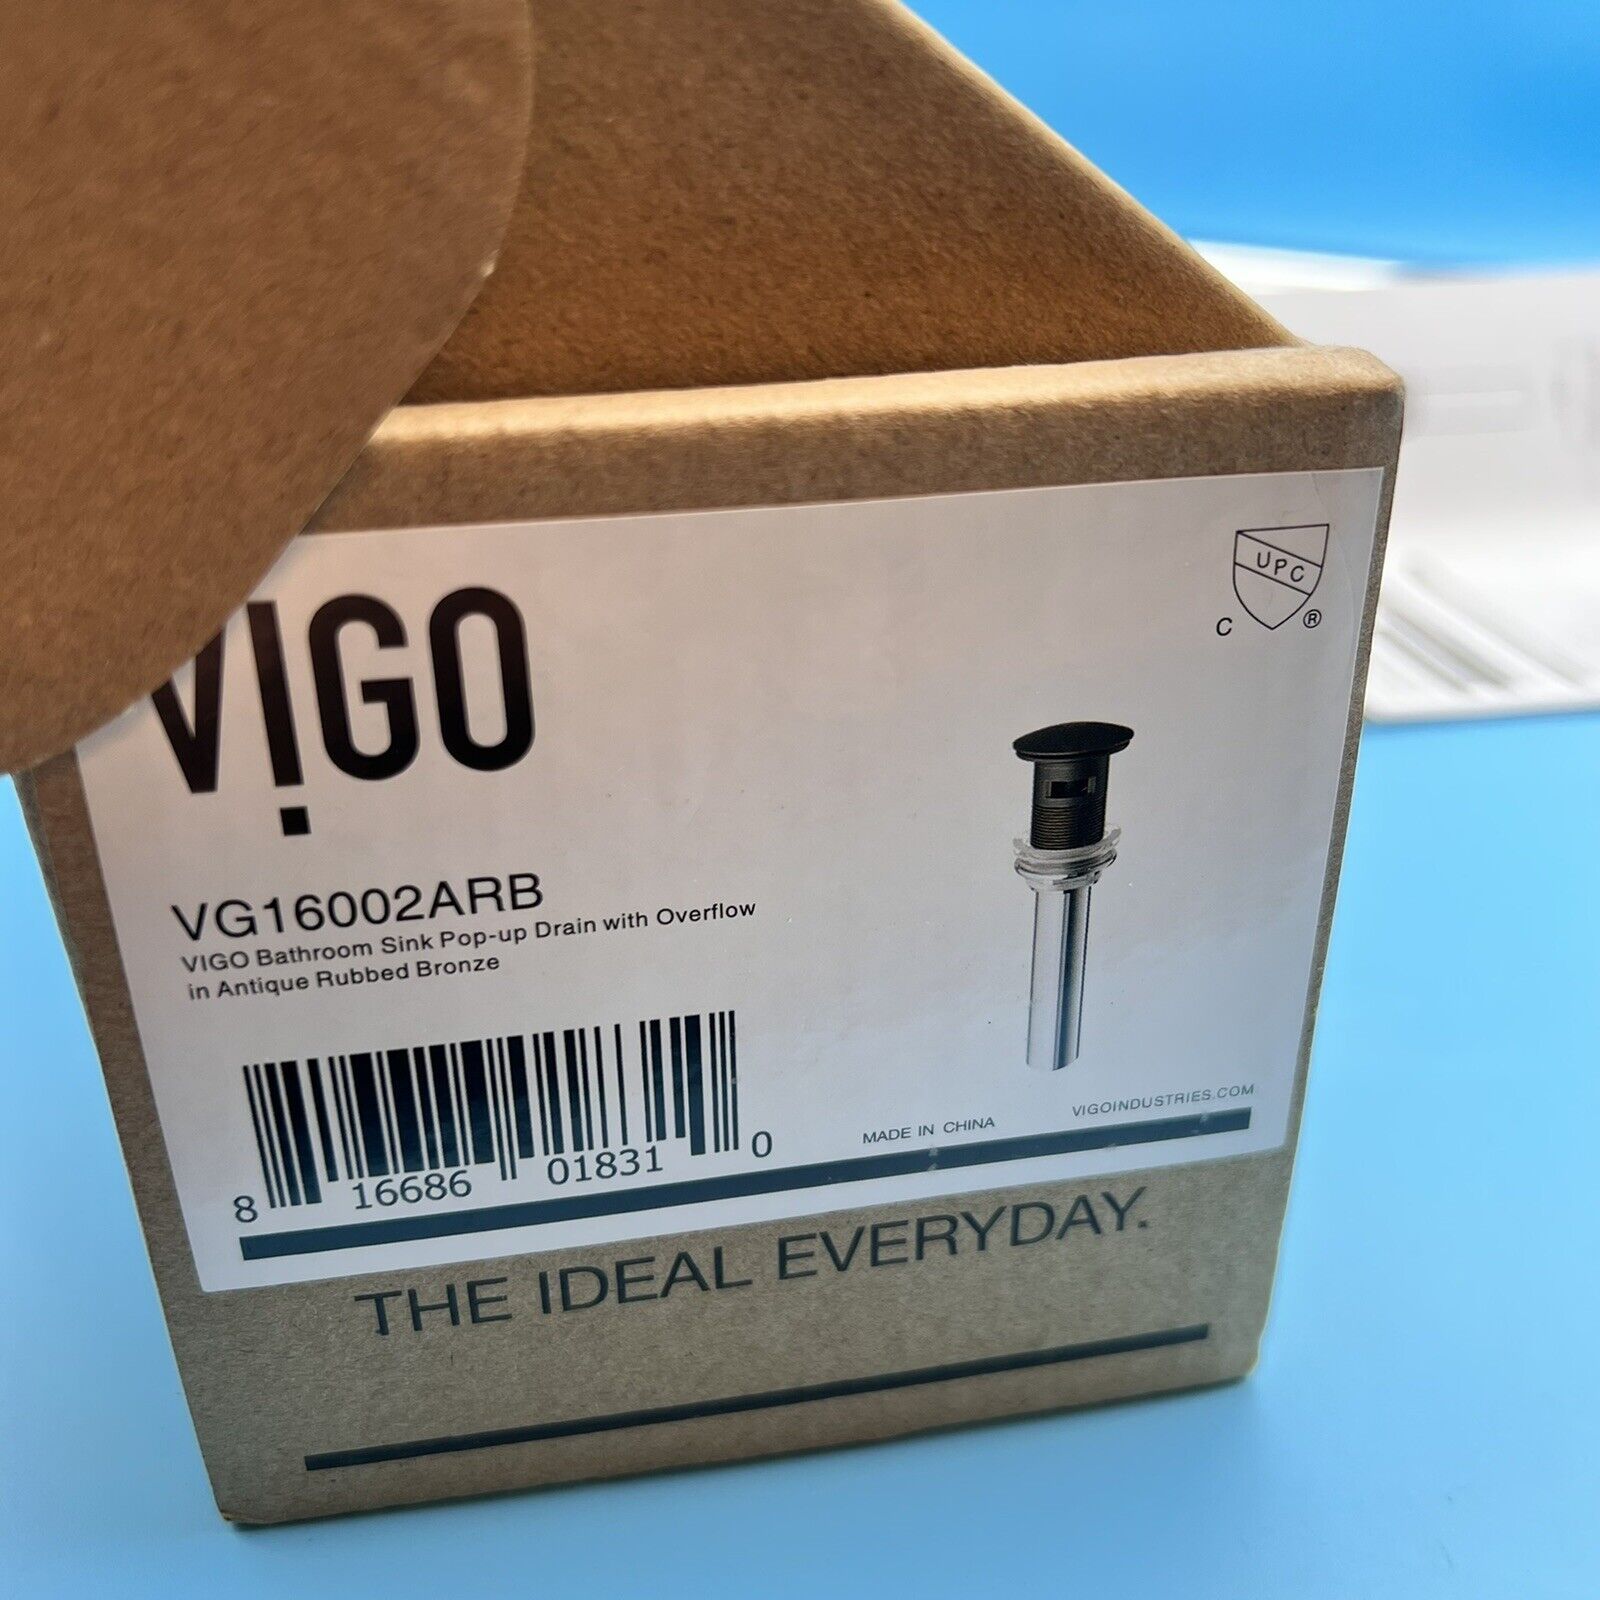 VIGO
UPC
C ®
VG16002ARB
VIGO Bathroom Sink Pop-up Drain with Overflow
in Antique Rubbed Bronze
8 16686 01831 0
MADE IN CHINA
VIGOINDUSTRIES.COM
THE IDEAL EVERYDAY.